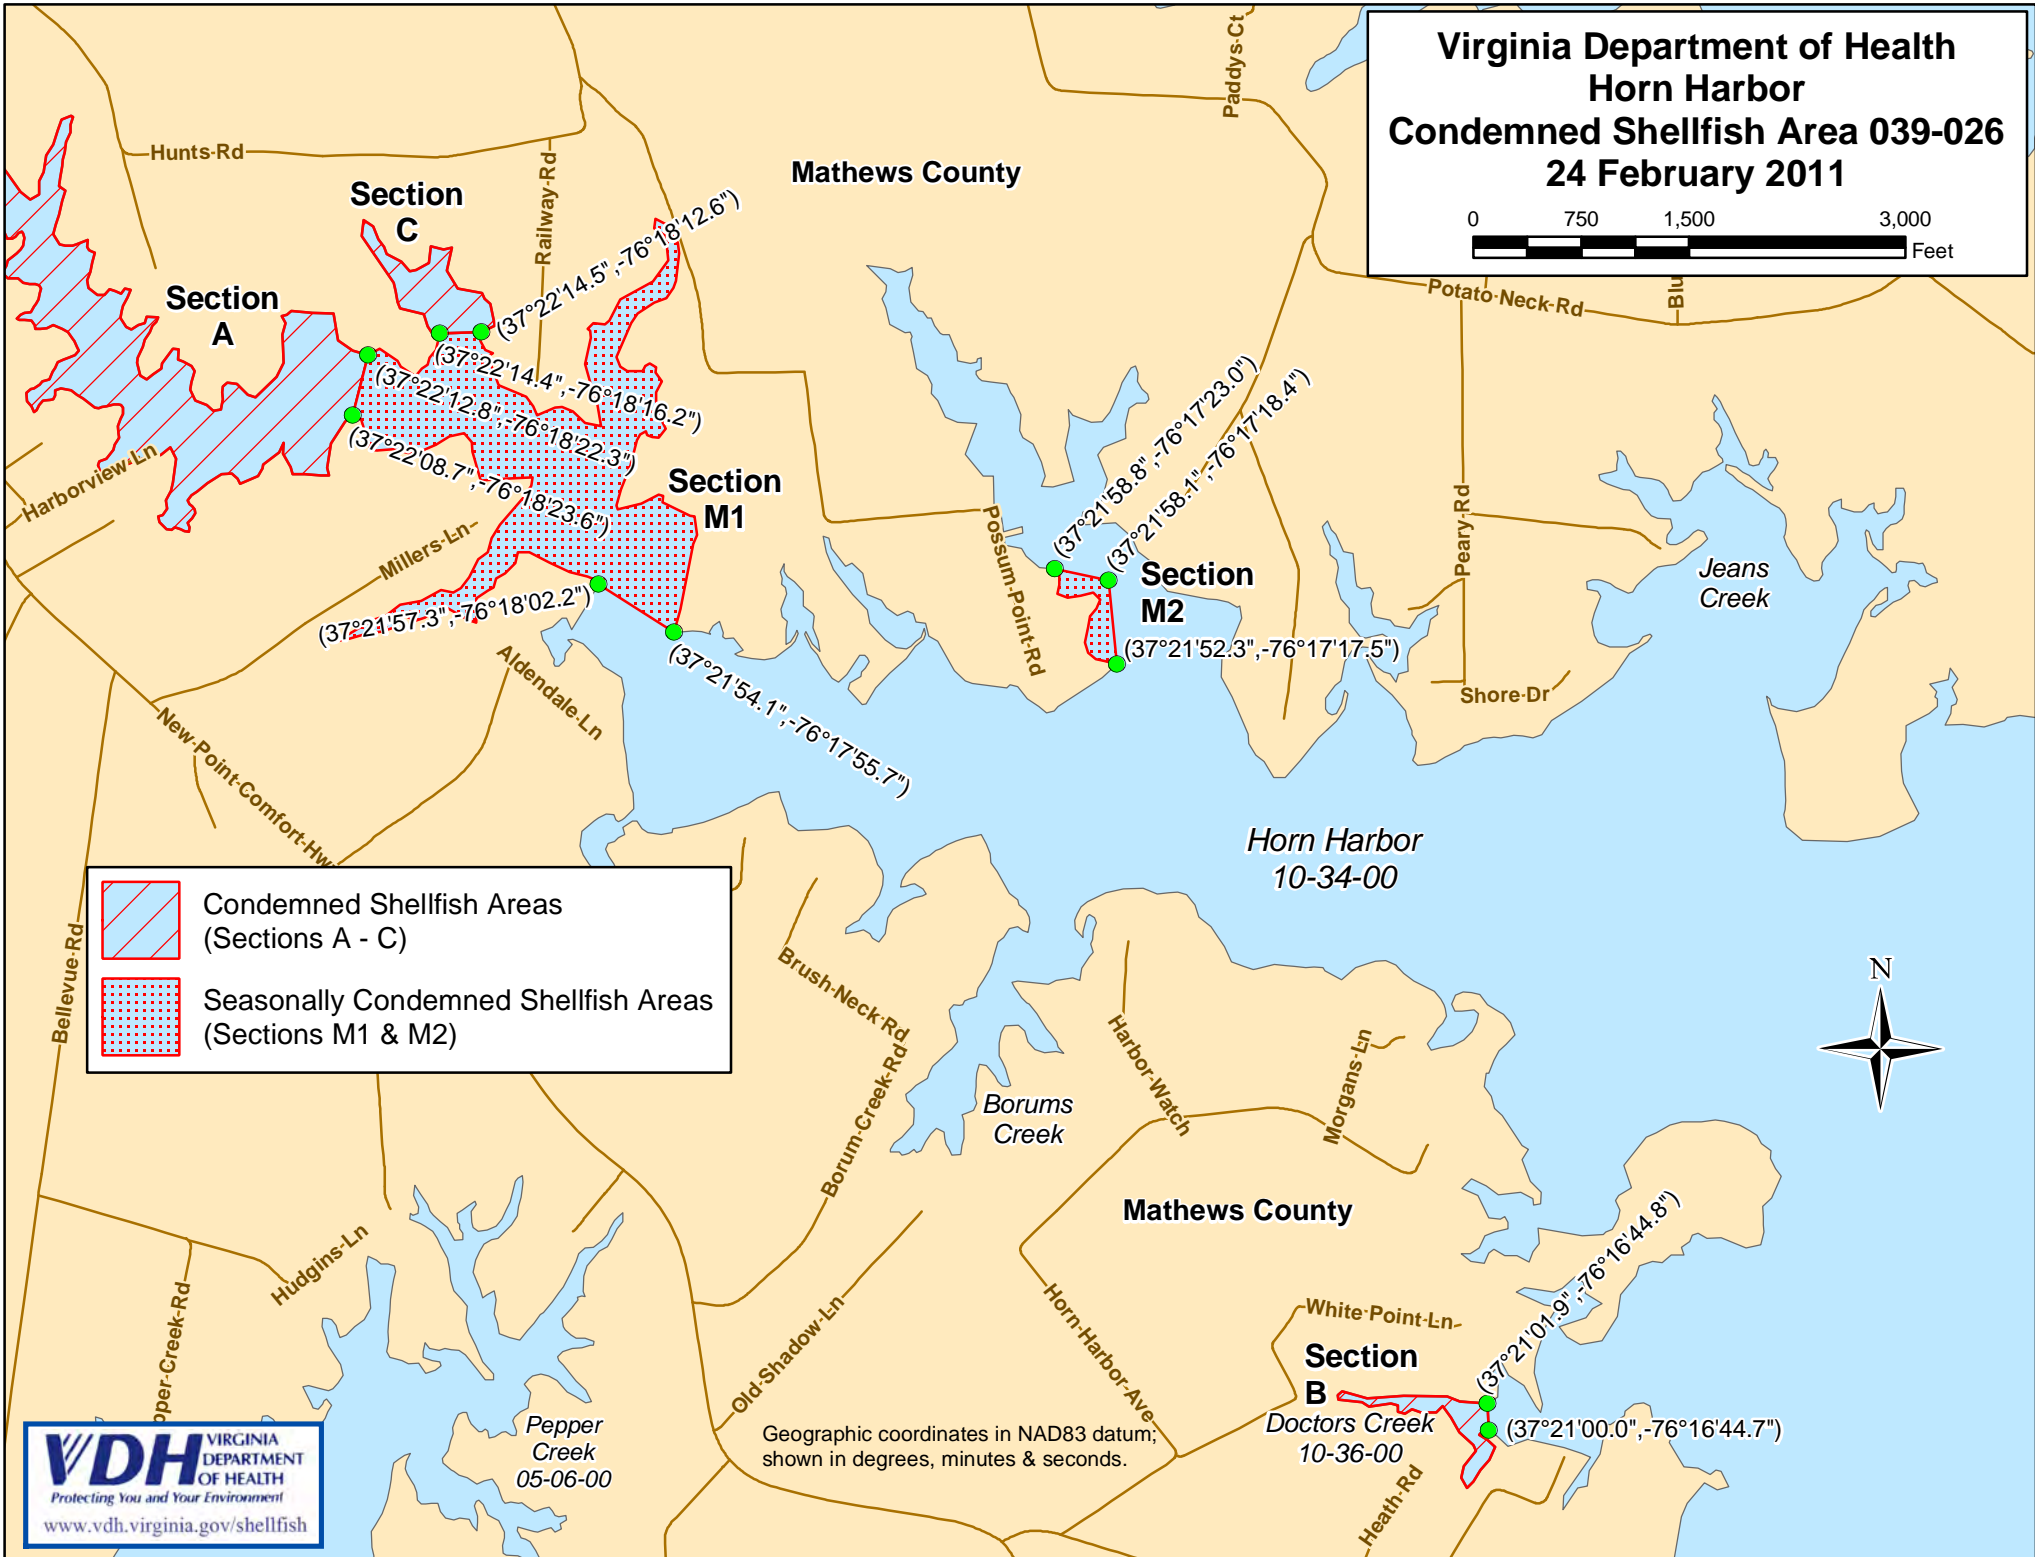 Virginia Department of Health
Horn Harbor
Condemned Shellfish Area 039-026
24 February 2011
0 750 1,500 3,000
Feet
Paddys Ct
Hunts Rd
Railway Rd
Mathews County
Section
C
Section
A
(37°22'14.5",-76°18'12.6")
(37°22'14.4",-76°18'16.2")
(37°22'12.8",-76°18'22.3")
(37°22'08.7",-76°18'23.6")
Potato Neck Rd
Blu
Harborview Ln
Millers Ln
Section
M1
(37°21'58.8",-76°17'23.0")
(37°21'58.1",-76°17'18.4")
Possum Point Rd
Peary Rd
Section
M2
Jeans
Creek
(37°21'57.3",-76°18'02.2")
(37°21'52.3",-76°17'17.5")
(37°21'54.1",-76°17'55.7")
Aldendale Ln
Shore Dr
New Point Comfort Hw
Horn Harbor
10-34-00
Condemned Shellfish Areas
(Sections A - C)
Seasonally Condemned Shellfish Areas
(Sections M1 & M2)
Bellevue Rd
Brush Neck Rd
Borum Creek Rd
Harbor Watch
Morgans Ln
N
Borums
Creek
Mathews County
Hudgins Ln
(37°21'01.9",-76°16'44.8")
White Point Ln
Horn Harbor Ave
Old Shadow Ln
Section
B
Doctors Creek
10-36-00
(37°21'00.0",-76°16'44.7")
Heath Rd
opper Creek Rd
Pepper
Creek
05-06-00
Geographic coordinates in NAD83 datum;
shown in degrees, minutes & seconds.
VDH VIRGINIA
DEPARTMENT
OF HEALTH
Protecting You and Your Environment
www.vdh.virginia.gov/shellfish